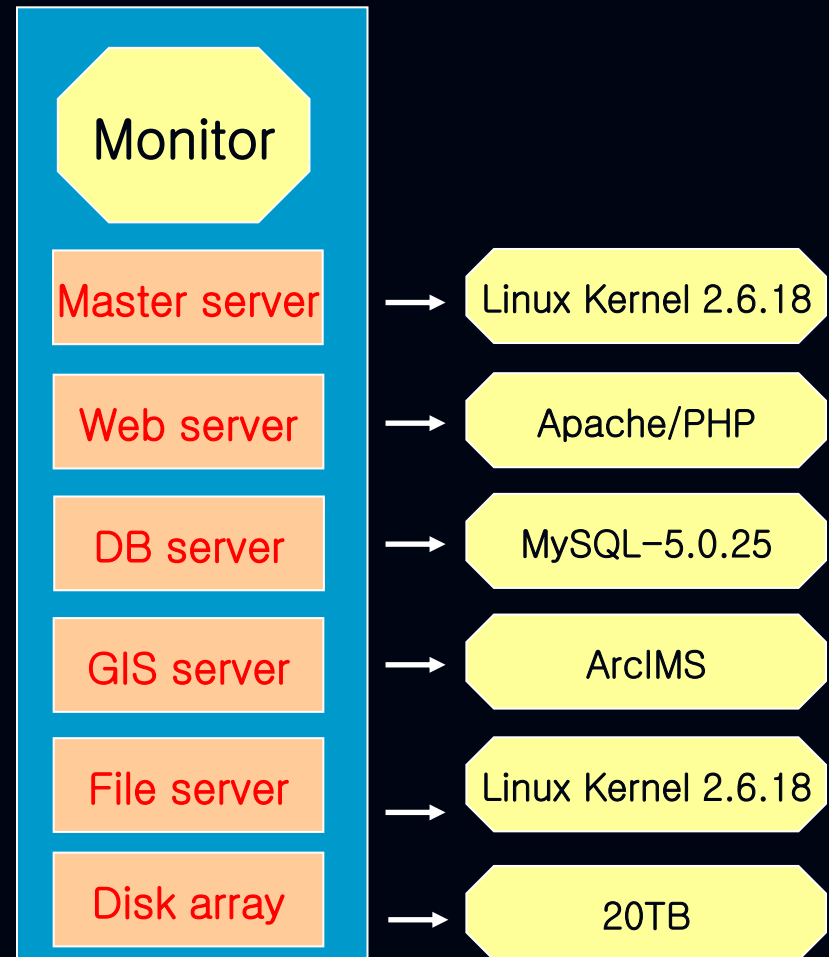 Monitor
Master server
Linux Kernel 2.6.18
Web server
Apache/PHP
DB server
MySQL-5.0.25
GIS server
ArcIMS
File server
Linux Kernel 2.6.18
Disk array
20TB